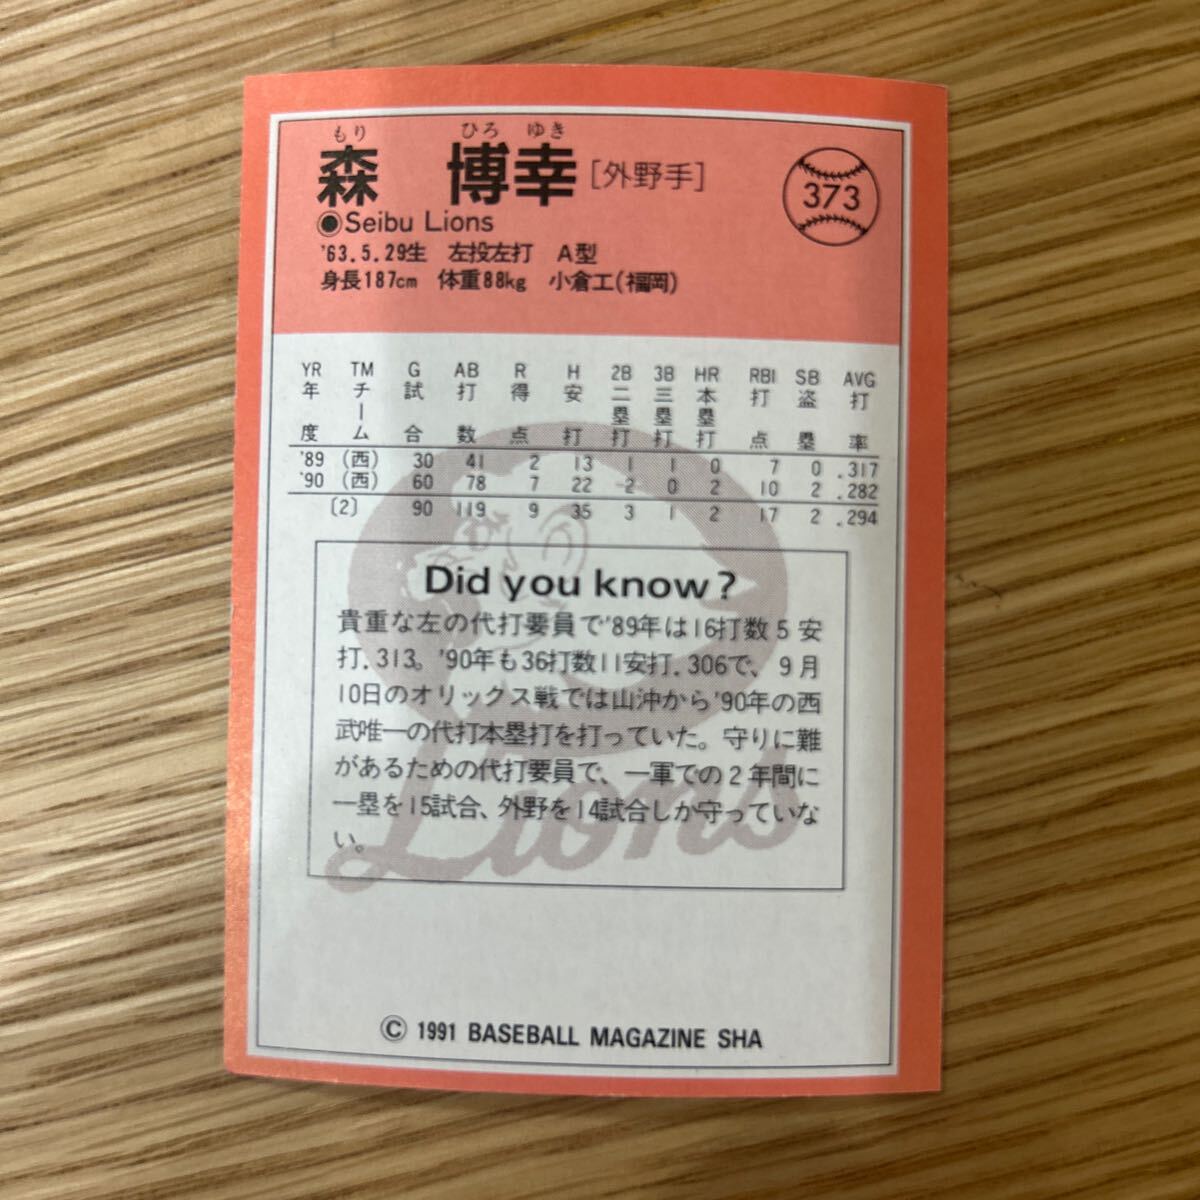 もり ひろ ゆき
森 博幸 [外野手] 373
◉Seibu Lions
'63.5.29生 左投左打 A型
身長187cm 体重88kg 小倉工(福岡)
YR TM G AB R H 2B 3B HR RBI SB AVG
年度 チーム 試合 打数 得点 安打 二塁打 三塁打 本塁打 打点 盗塁 打率
'89 (西) 30 41 2 13 1 1 0 7 0 .317
'90 (西) 60 78 7 22 2 0 2 10 2 .282
〔2〕 90 119 9 35 3 1 2 17 2 .294
Did you know?
貴重な左の代打要員で'89年は16打数5安
打.313。'90年も36打数11安打.306で、9月
10日のオリックス戦では山沖から'90年の西
武唯一の代打本塁打を打っていた。守りに難
があるための代打要員で、一軍での2年間に
一塁を15試合、外野を14試合しか守っていな
い。
Lions
© 1991 BASEBALL MAGAZINE SHA